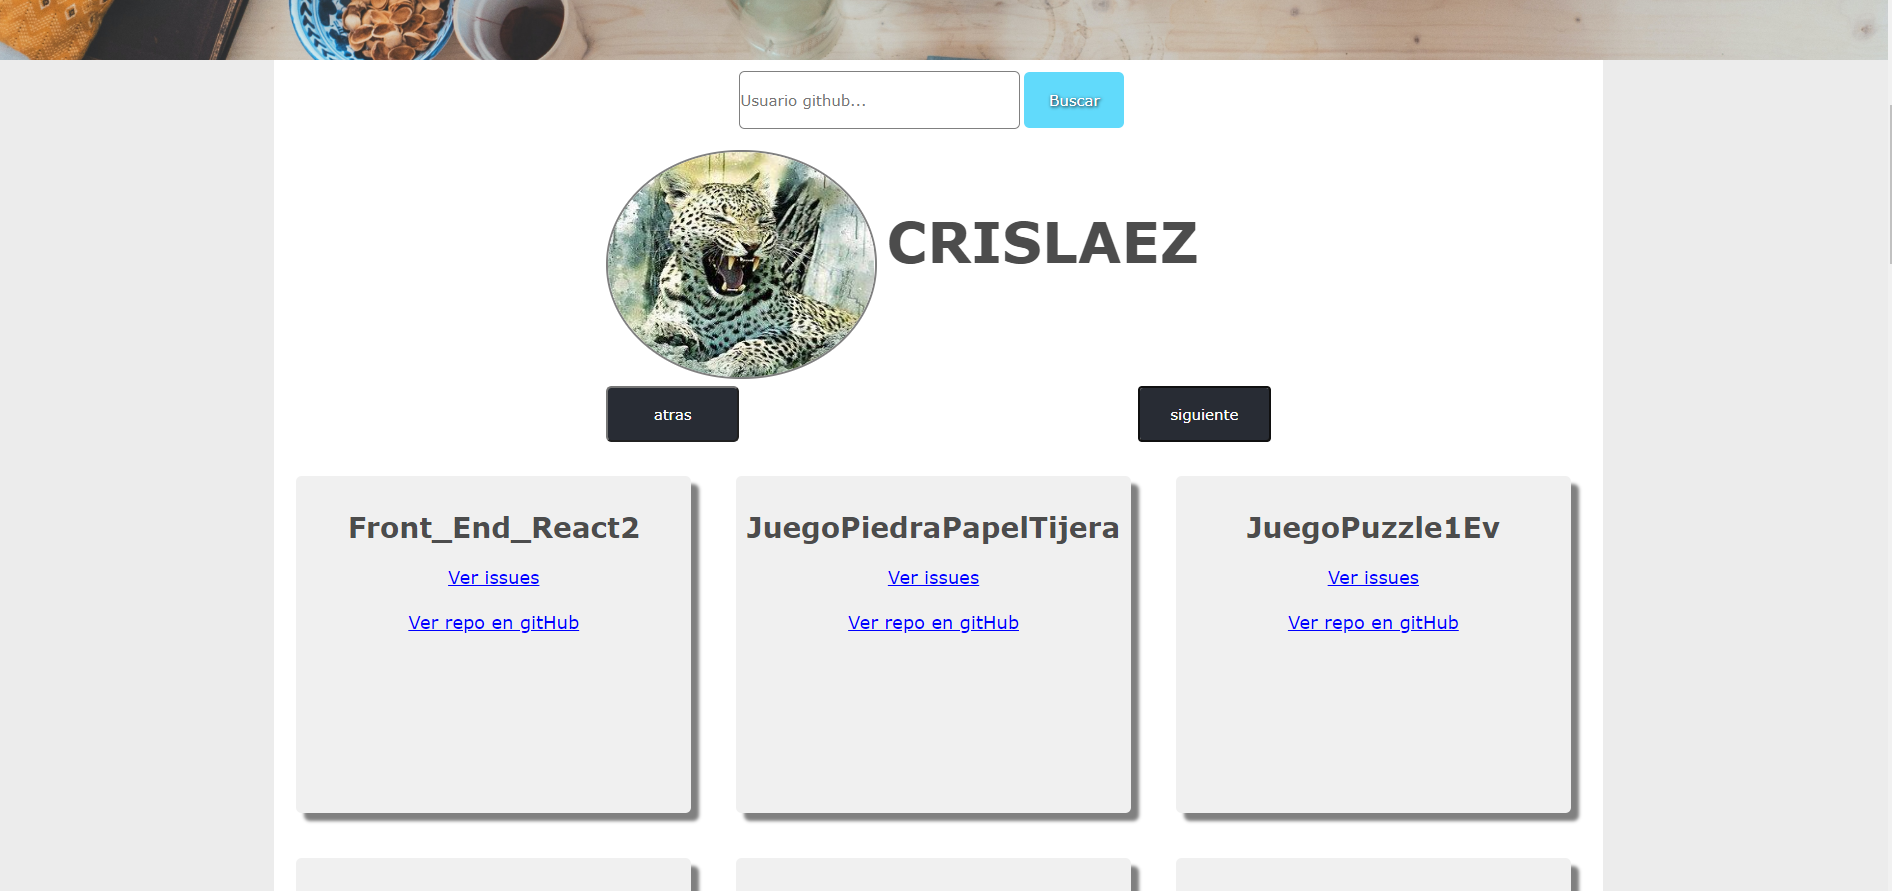 Usuario github...
Buscar
CRISLAEZ
atras
siguiente
Front_End_React2
JuegoPiedraPapelTijera
JuegoPuzzle1Ev
Ver issues
Ver issues
Ver issues
Ver repo en gitHub
Ver repo en gitHub
Ver repo en gitHub